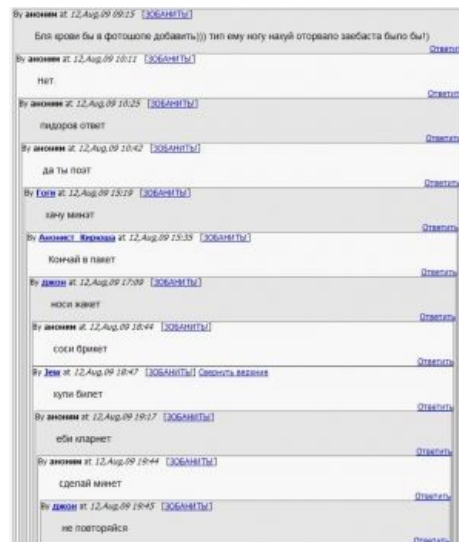 By аноним at 12,Aug,09 09:15 [ЗОБАНИТЬ!]
Бля крови бы в фотошопе добавить))) тип ему ногу нахуй оторвало заебаста было бы!)
Ответить
By аноним at 12,Aug,09 10:11 [ЗОБАНИТЬ!]
Нет
Ответить
By аноним at 12,Aug,09 10:25 [ЗОБАНИТЬ!]
пидоров ответ
Ответить
By аноним at 12,Aug,09 10:42 [ЗОБАНИТЬ!]
да ты поэт
Ответить
By Гоги at 12,Aug,09 15:19 [ЗОБАНИТЬ!]
хачу минэт
Ответить
By Анонист Кирюша at 12,Aug,09 15:35 [ЗОБАНИТЬ!]
Кончай в пакет
Ответить
By джон at 12,Aug,09 17:09 [ЗОБАНИТЬ!]
носи жакет
Ответить
By аноним at 12,Aug,09 18:44 [ЗОБАНИТЬ!]
соси брикет
Ответить
By Jew at 12,Aug,09 18:47 [ЗОБАНИТЬ!] Свернуть верхние
купи билет
Ответить
By аноним at 12,Aug,09 19:17 [ЗОБАНИТЬ!]
еби кларнет
Ответить
By аноним at 12,Aug,09 19:44 [ЗОБАНИТЬ!]
сделай минет
Ответить
By джон at 12,Aug,09 19:45 [ЗОБАНИТЬ!]
не повторяйся
Ответить